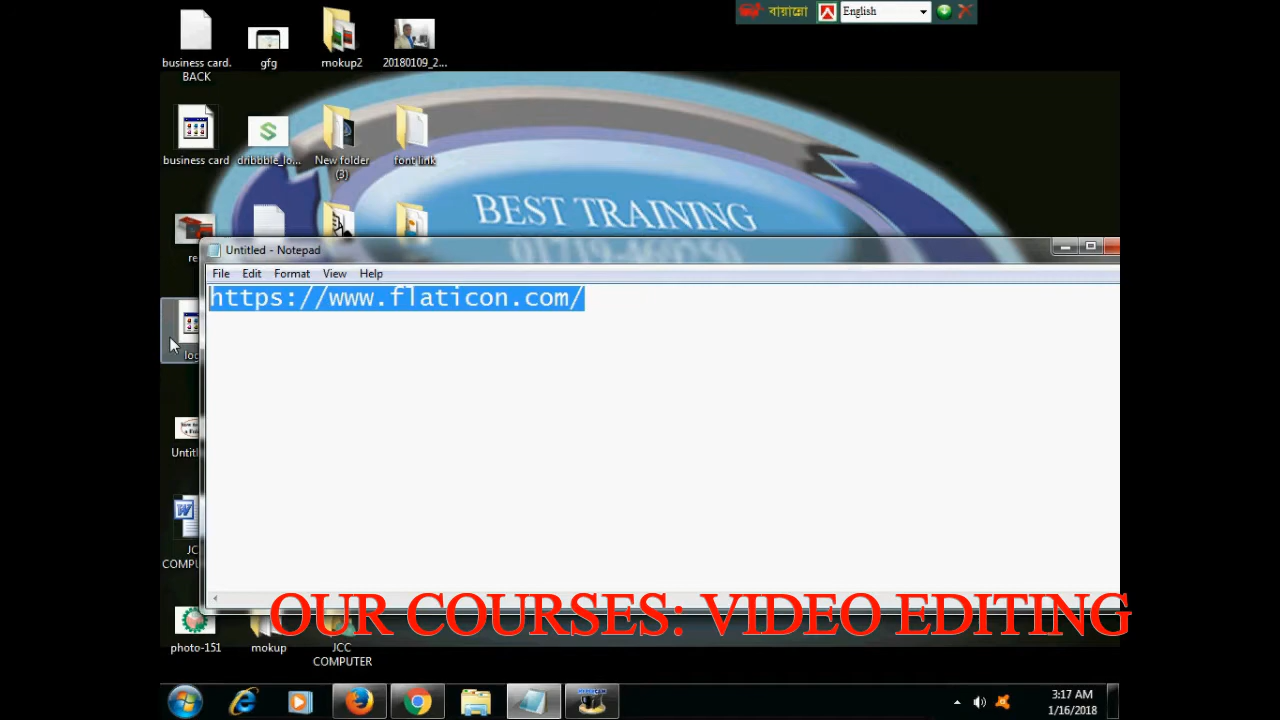 বায়ান্নো English
business card.
BACK
gfg
mokup2
20180109_2...
business card
dribbble_lo...
New folder
(3)
font link
BEST TRAINING
Untitled - Notepad
File Edit Format View Help
https://www.flaticon.com/
JCC
COMPUTER
OUR COURSES: VIDEO EDITING
photo-151
mokup
3:17 AM
1/16/2018